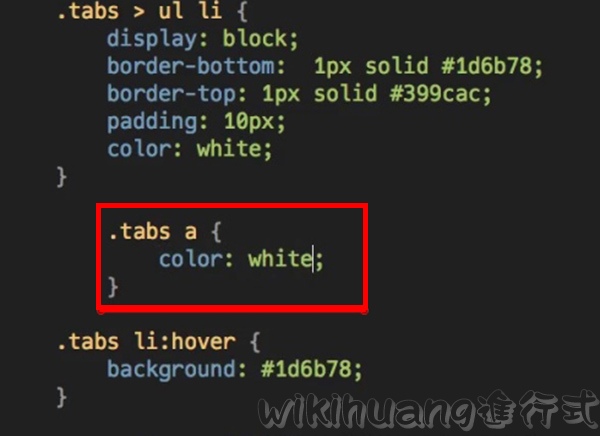 .tabs > ul li {
display: block;
border-bottom:  1px solid #1d6b78;
border-top: 1px solid #399cac;
padding: 10px;
color: white;
}
.tabs a {
color: white;
}
.tabs li:hover {
background: #1d6b78;
}
wikihuang進行式